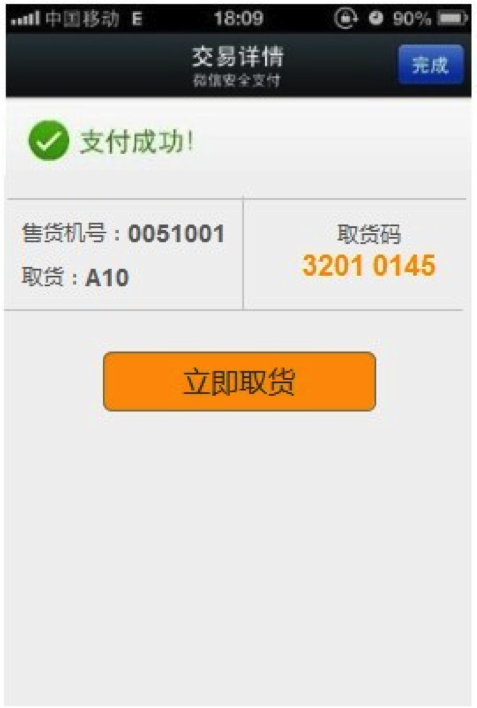 中国移动 E 18:09 90%
交易详情
微信安全支付
完成
支付成功!
售货机号：0051001
取货：A10
取货码
3201 0145
立即取货